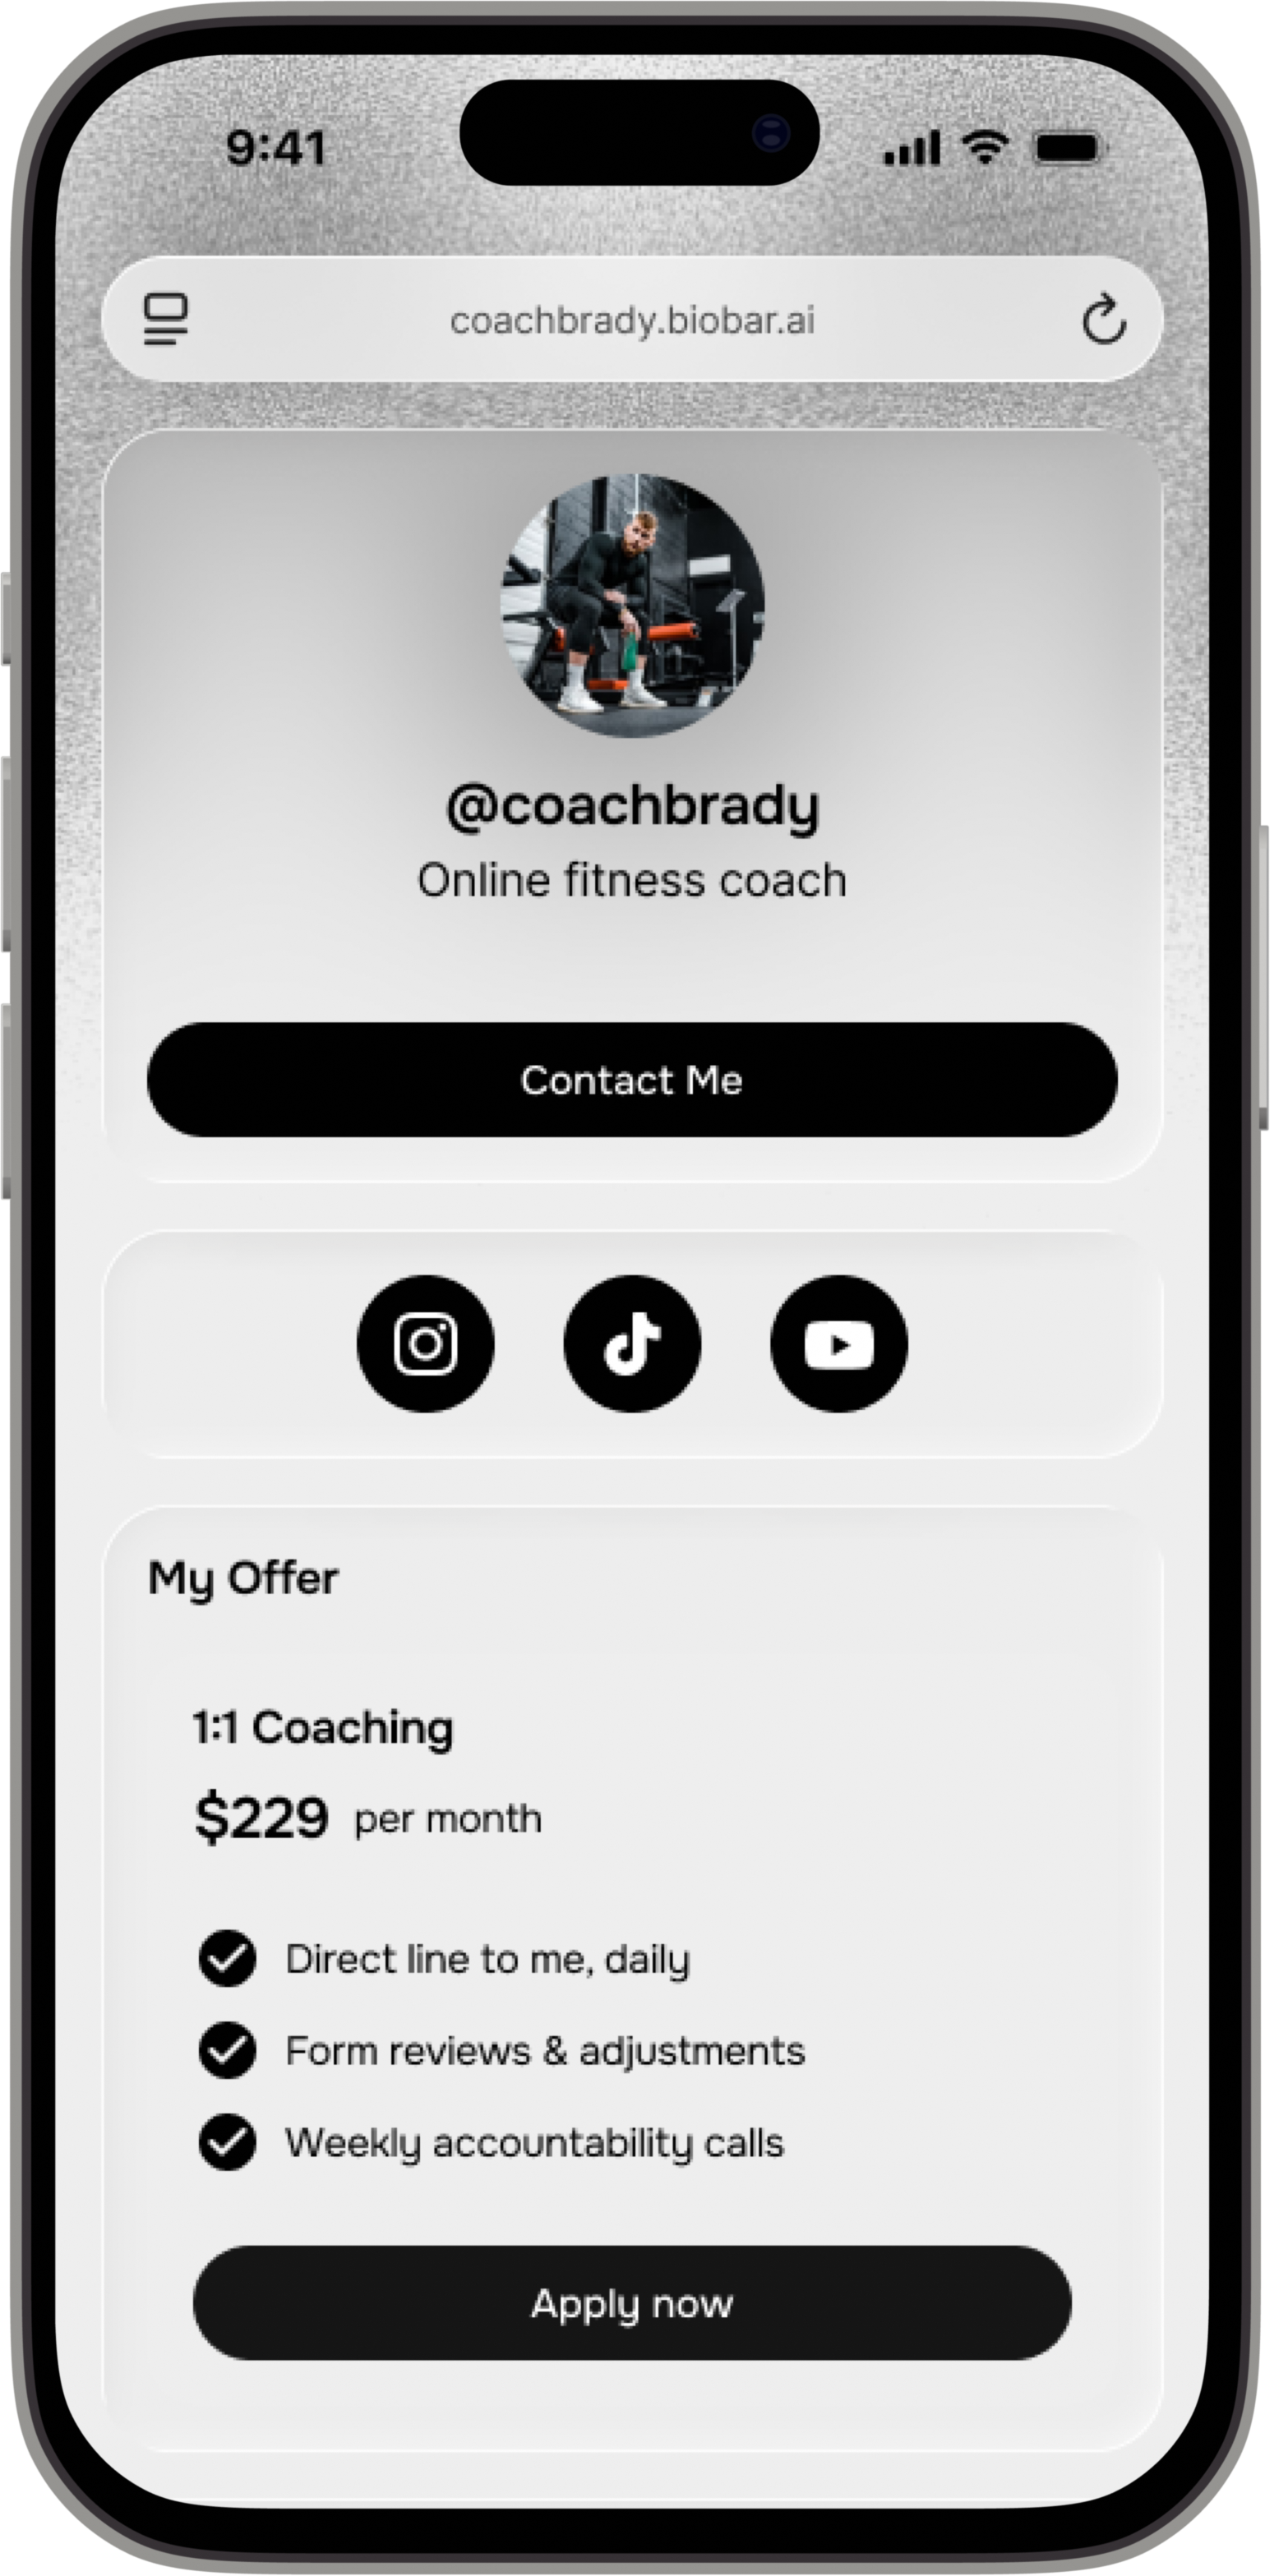 9:41
coachbrady.biobar.ai
@coachbrady
Online fitness coach
Contact Me
My Offer
1:1 Coaching
$229 per month
Direct line to me, daily
Form reviews & adjustments
Weekly accountability calls
Apply now